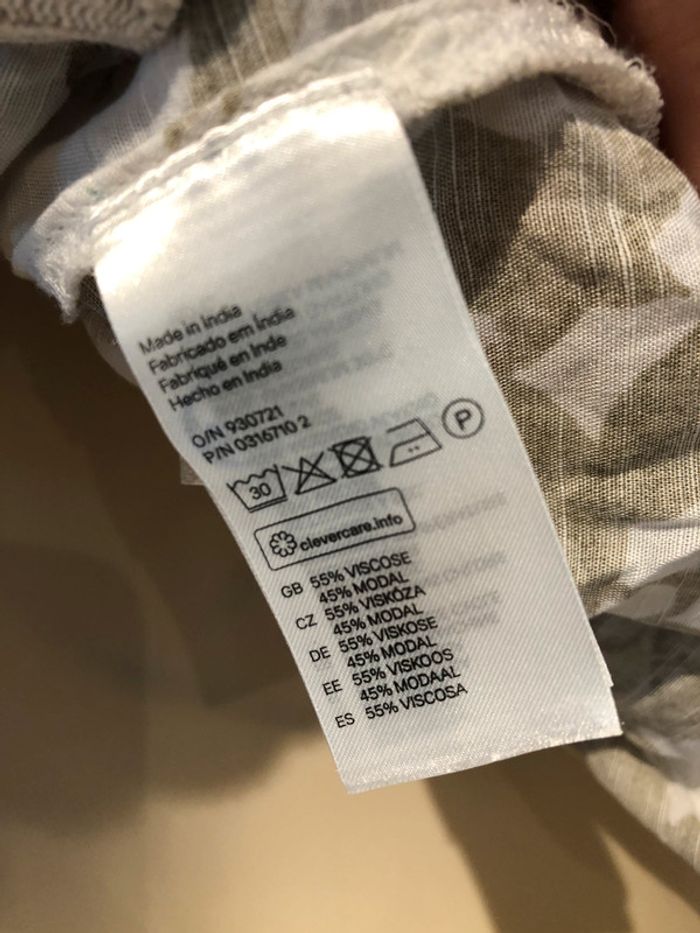 Made in India
Fabricado em Índia
Fabriqué en Inde
Hecho en India
O/N 930721
P/N 0316710 2
30 P
clevercare.info
GB 55% VISCOSE
45% MODAL
CZ 55% VISKÓZA
45% MODAL
DE 55% VISKOSE
45% MODAL
EE 55% VISKOOS
45% MODAAL
ES 55% VISCOSA